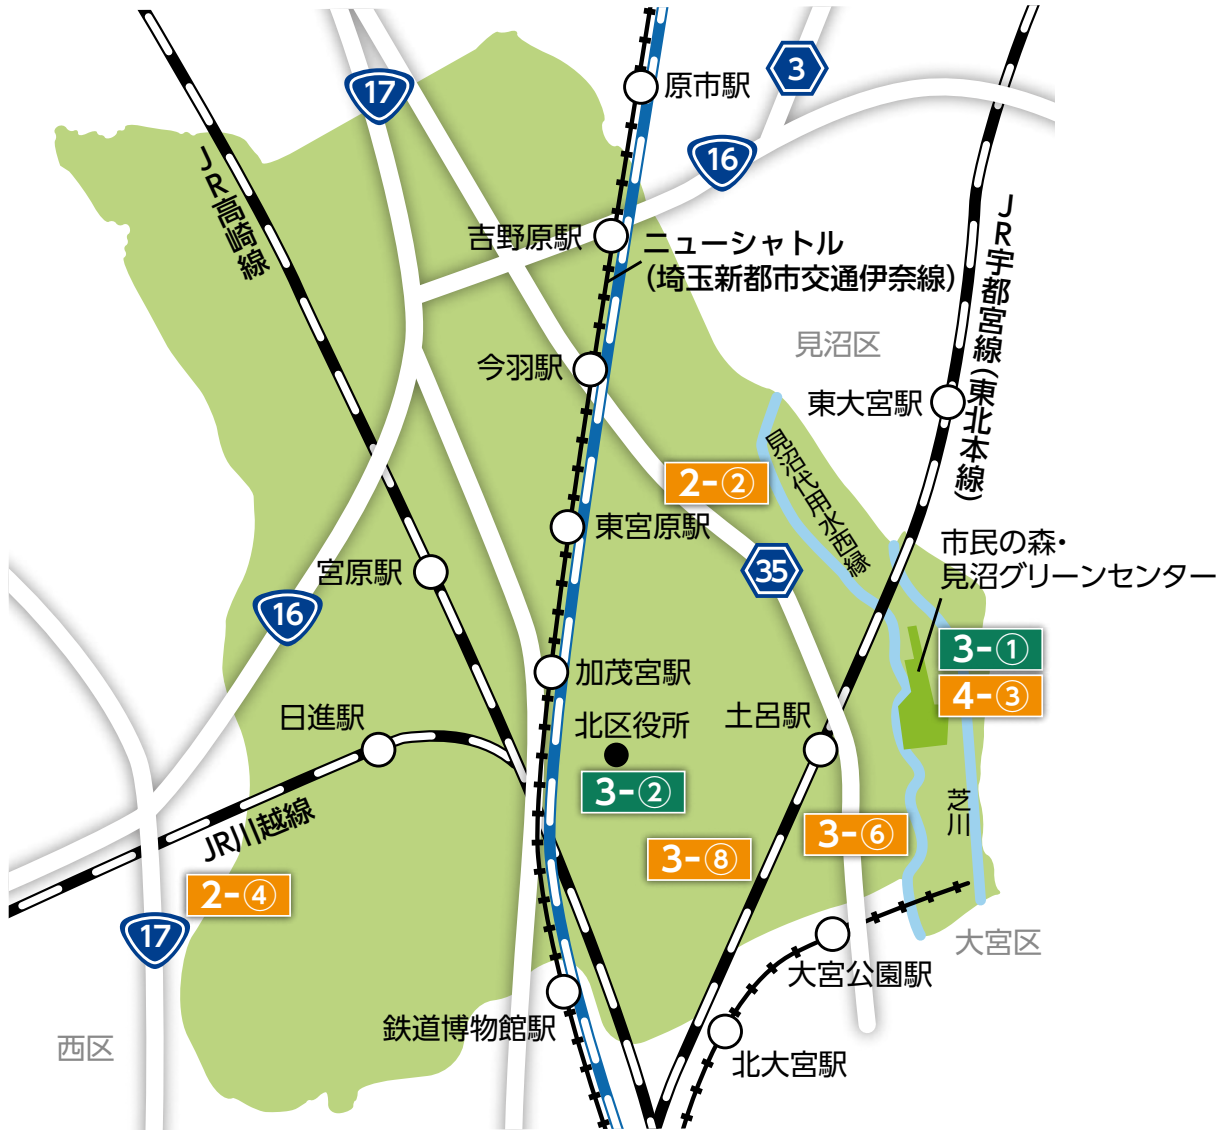 原市駅
3
17
16
JR高崎線
吉野原駅
ニューシャトル
(埼玉新都市交通伊奈線)
JR宇都宮線(東北本線)
見沼区
今羽駅
東大宮駅
見沼代用水西縁
2-②
東宮原駅
市民の森・
見沼グリーンセンター
宮原駅
35
16
3-①
加茂宮駅
4-③
日進駅
北区役所
土呂駅
3-②
芝川
JR川越線
3-⑥
3-⑧
2-④
17
大宮区
大宮公園駅
鉄道博物館駅
西区
北大宮駅